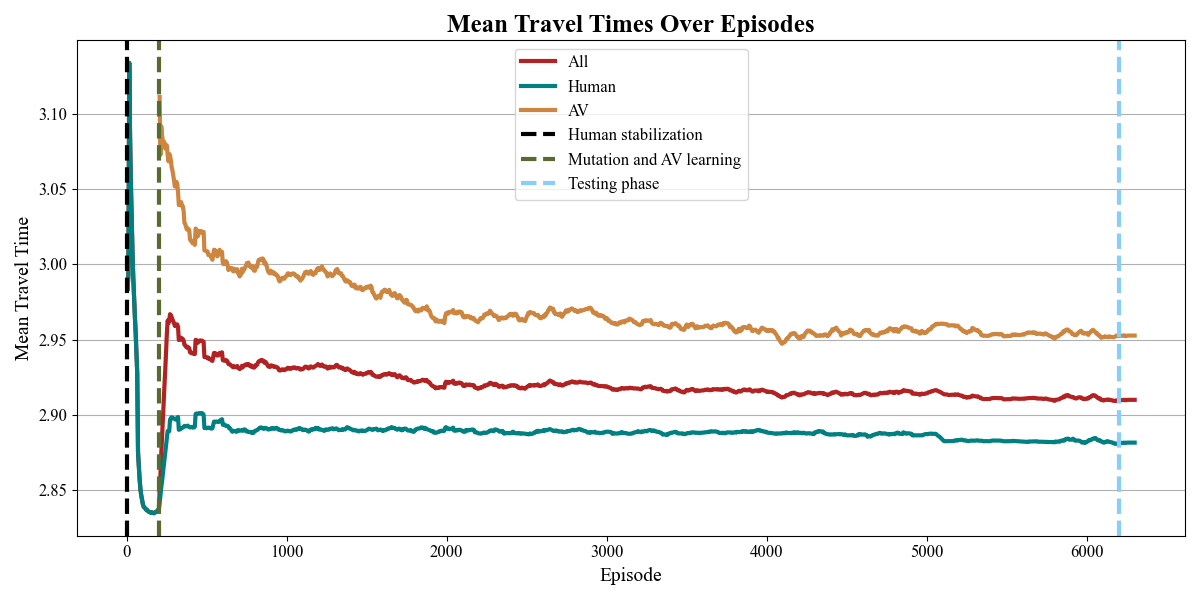 Mean Travel Times Over Episodes
All
Human
AV
Human stabilization
Mutation and AV learning
Testing phase
Mean Travel Time
3.10
3.05
3.00
2.95
2.90
2.85
0 1000 2000 3000 4000 5000 6000
Episode